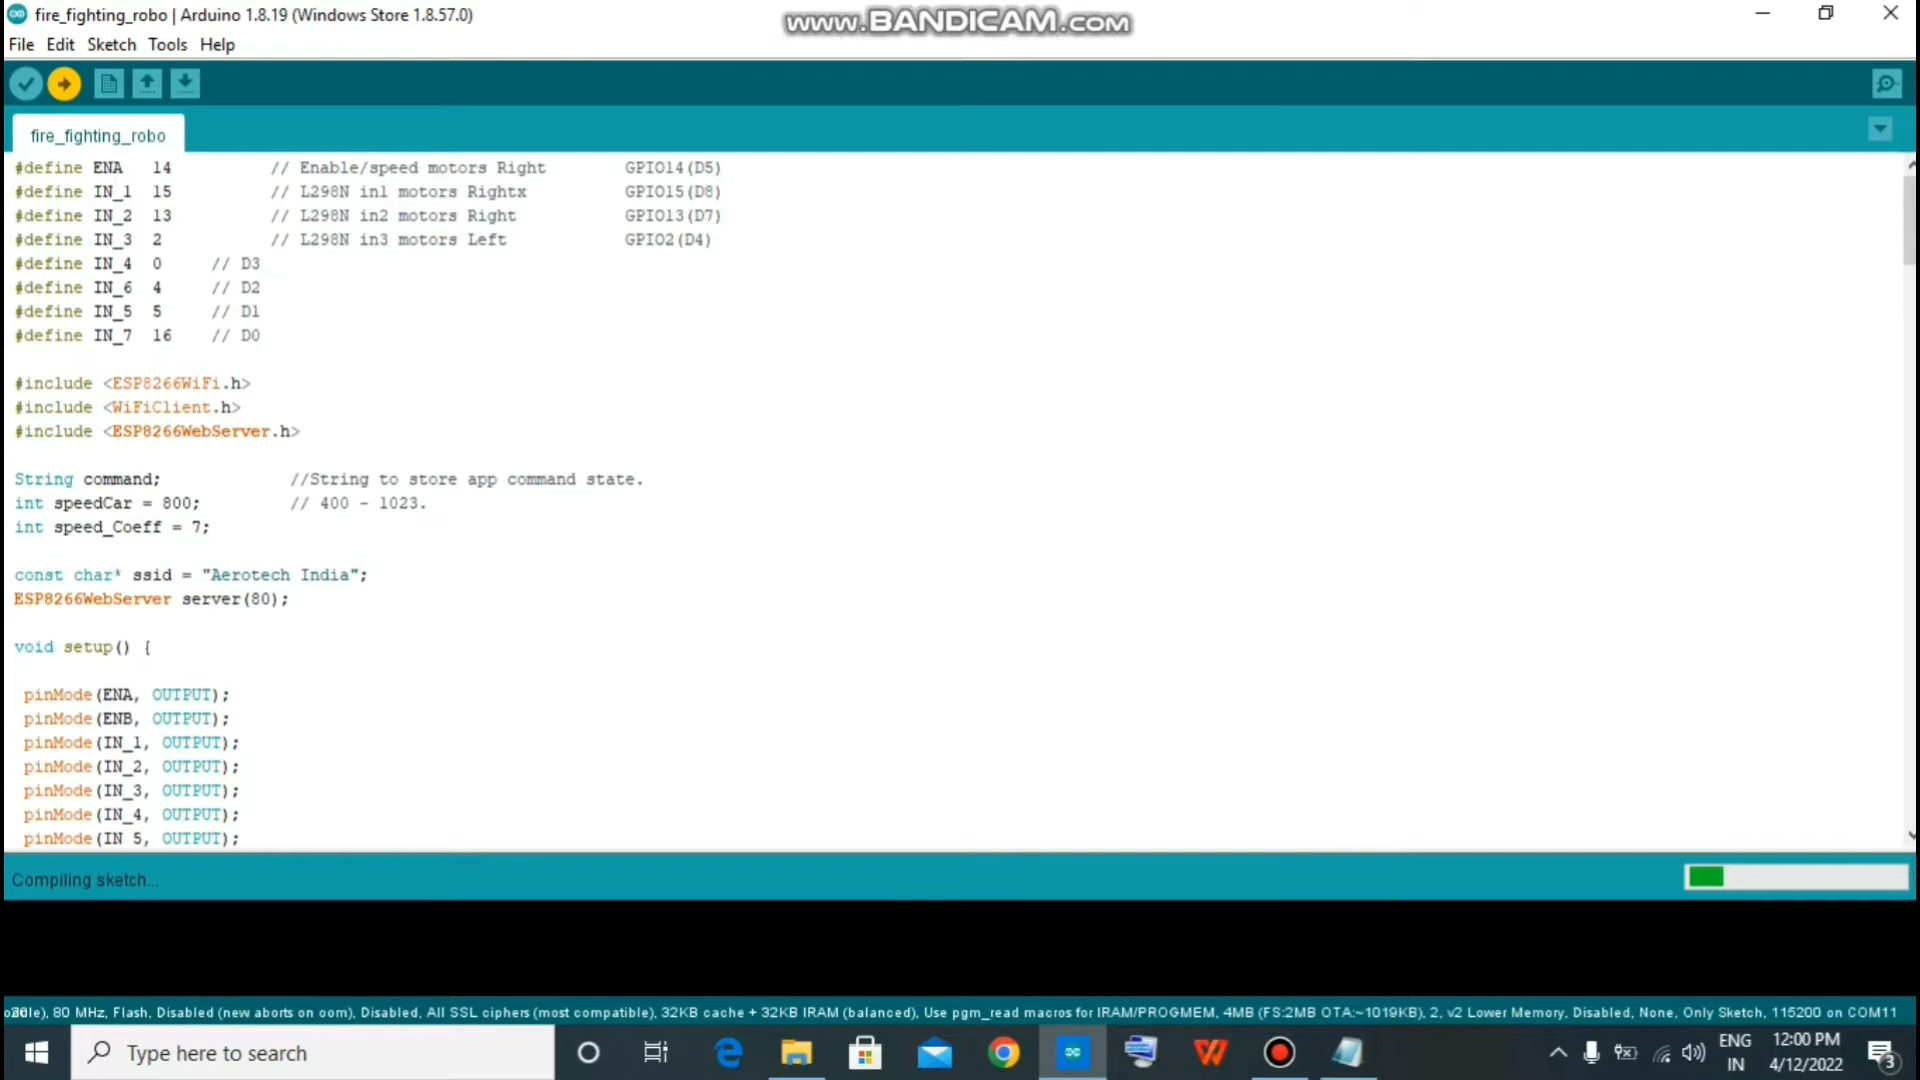 fire_fighting_robo | Arduino 1.8.19 (Windows Store 1.8.57.0)
www.BANDICAM.com
File Edit Sketch Tools Help
fire_fighting_robo
#define ENA 14 // Enable/speed motors Right GPIO14(D5)
#define IN_1 15 // L298N in1 motors Rightx GPIO15(D8)
#define IN_2 13 // L298N in2 motors Right GPIO13(D7)
#define IN_3 2 // L298N in3 motors Left GPIO2(D4)
#define IN_4 0 // D3
#define IN_6 4 // D2
#define IN_5 5 // D1
#define IN_7 16 // D0
#include <ESP8266WiFi.h>
#include <WiFiClient.h>
#include <ESP8266WebServer.h>
String command; //String to store app command state.
int speedCar = 800; // 400 - 1023.
int speed_Coeff = 7;
const char* ssid = "Aerotech India";
ESP8266WebServer server(80);
void setup() {
pinMode(ENA, OUTPUT);
pinMode(ENB, OUTPUT);
pinMode(IN_1, OUTPUT);
pinMode(IN_2, OUTPUT);
pinMode(IN_3, OUTPUT);
pinMode(IN_4, OUTPUT);
pinMode(IN 5, OUTPUT);
Compiling sketch...
80 MHz, Flash, Disabled (new aborts on oom), Disabled, All SSL ciphers (most compatible), 32KB cache + 32KB IRAM (balanced), Use pgm_read macros for IRAM/PROGMEM, 4MB (FS:2MB OTA:~1019KB), 2, v2 Lower Memory, Disabled, None, Only Sketch, 115200 on COM11
Type here to search
ENG
IN
12:00 PM
4/12/2022
3